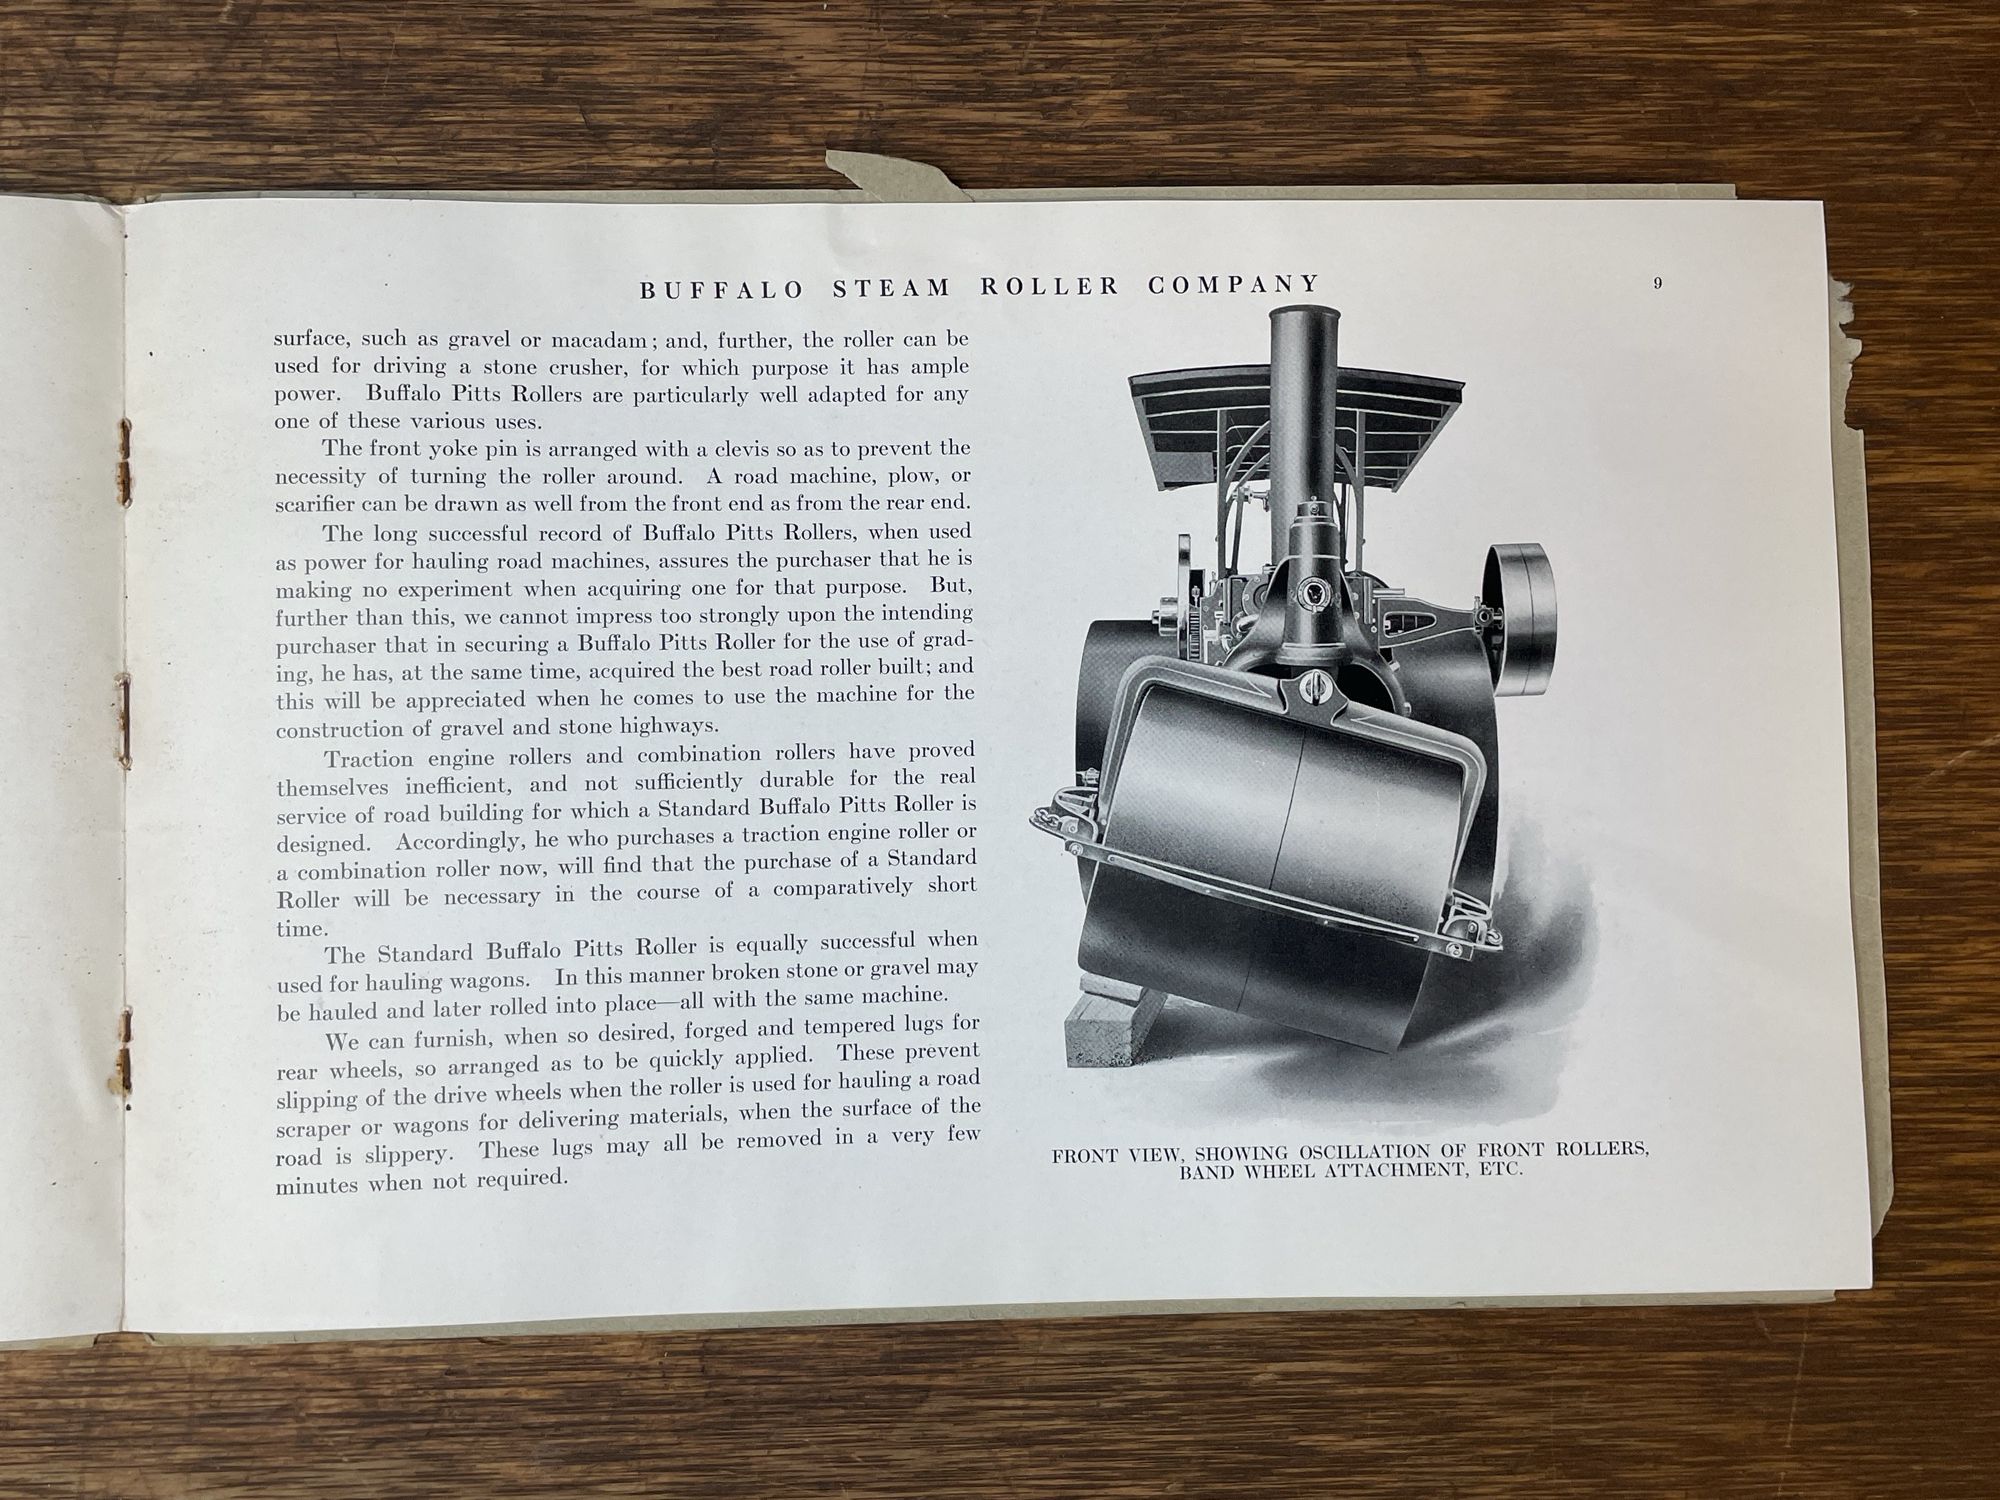 BUFFALO STEAM ROLLER COMPANY
9
surface, such as gravel or macadam; and, further, the roller can be
used for driving a stone crusher, for which purpose it has ample
power. Buffalo Pitts Rollers are particularly well adapted for any
one of these various uses.
The front yoke pin is arranged with a clevis so as to prevent the
necessity of turning the roller around. A road machine, plow, or
scarifier can be drawn as well from the front end as from the rear end.
The long successful record of Buffalo Pitts Rollers, when used
as power for hauling road machines, assures the purchaser that he is
making no experiment when acquiring one for that purpose. But,
further than this, we cannot impress too strongly upon the intending
purchaser that in securing a Buffalo Pitts Roller for the use of grad-
ing, he has, at the same time, acquired the best road roller built; and
this will be appreciated when he comes to use the machine for the
construction of gravel and stone highways.
Traction engine rollers and combination rollers have proved
themselves inefficient, and not sufficiently durable for the real
service of road building for which a Standard Buffalo Pitts Roller is
designed. Accordingly, he who purchases a traction engine roller or
a combination roller now, will find that the purchase of a Standard
Roller will be necessary in the course of a comparatively short
time.
The Standard Buffalo Pitts Roller is equally successful when
used for hauling wagons. In this manner broken stone or gravel may
be hauled and later rolled into place—all with the same machine.
We can furnish, when so desired, forged and tempered lugs for
rear wheels, so arranged as to be quickly applied. These prevent
slipping of the drive wheels when the roller is used for hauling a road
scraper or wagons for delivering materials, when the surface of the
road is slippery. These lugs may all be removed in a very few
minutes when not required.
FRONT VIEW, SHOWING OSCILLATION OF FRONT ROLLERS,
BAND WHEEL ATTACHMENT, ETC.